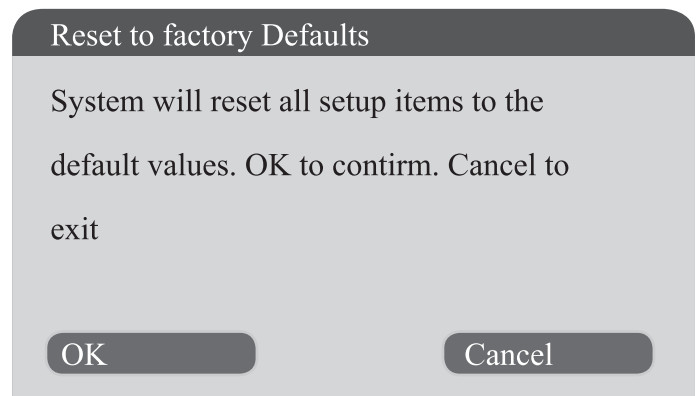 Reset to factory Defaults
System will reset all setup items to the
default values. OK to contirm. Cancel to
exit
OK
Cancel